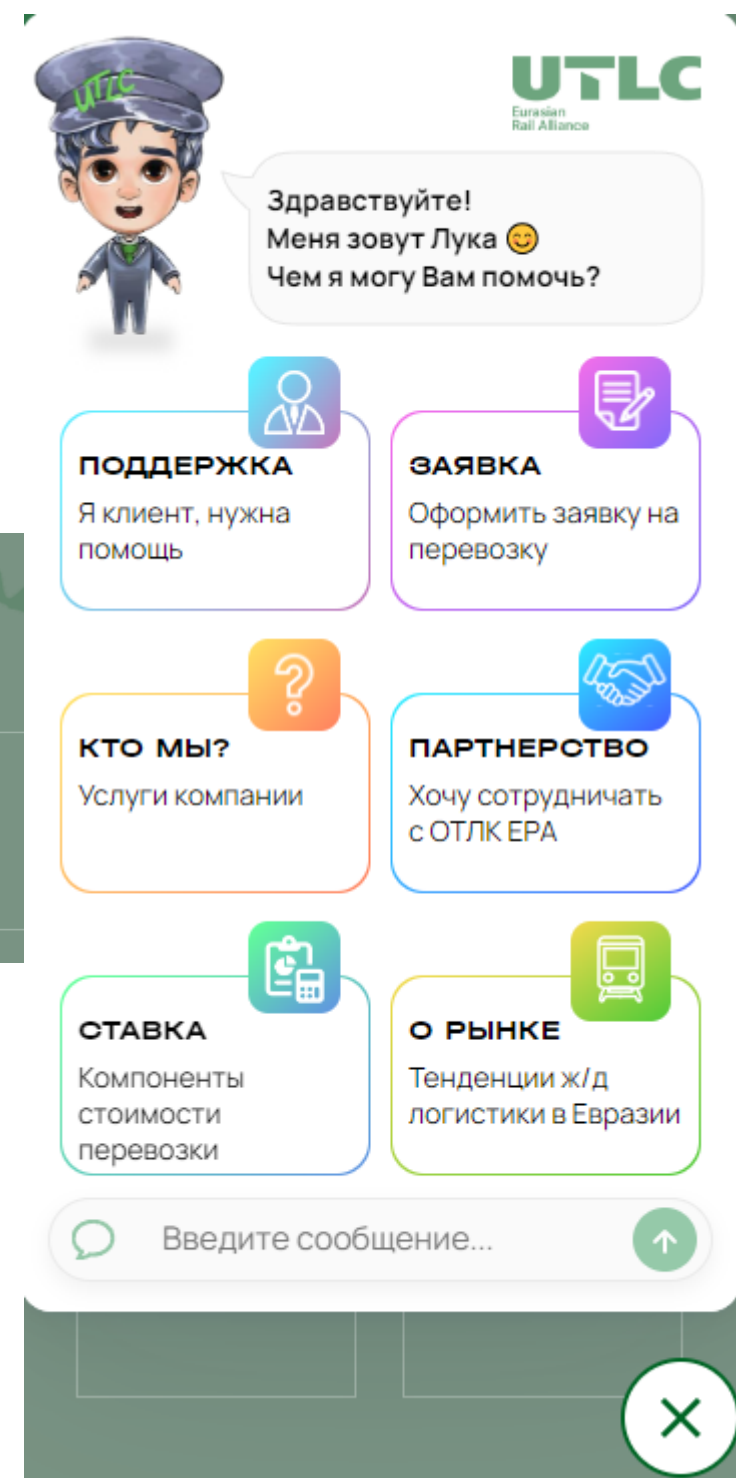 UTLC
UTLC
Eurasian
Rail Alliance
Здравствуйте!
Меня зовут Лука 😊
Чем я могу Вам помочь?
ПОДДЕРЖКА
Я клиент, нужна
помощь
ЗАЯВКА
Оформить заявку на
перевозку
КТО МЫ?
Услуги компании
ПАРТНЕРСТВО
Хочу сотрудничать
с ОТЛК ЕРА
СТАВКА
Компоненты
стоимости
перевозки
О РЫНКЕ
Тенденции ж/д
логистики в Евразии
Введите сообщение...